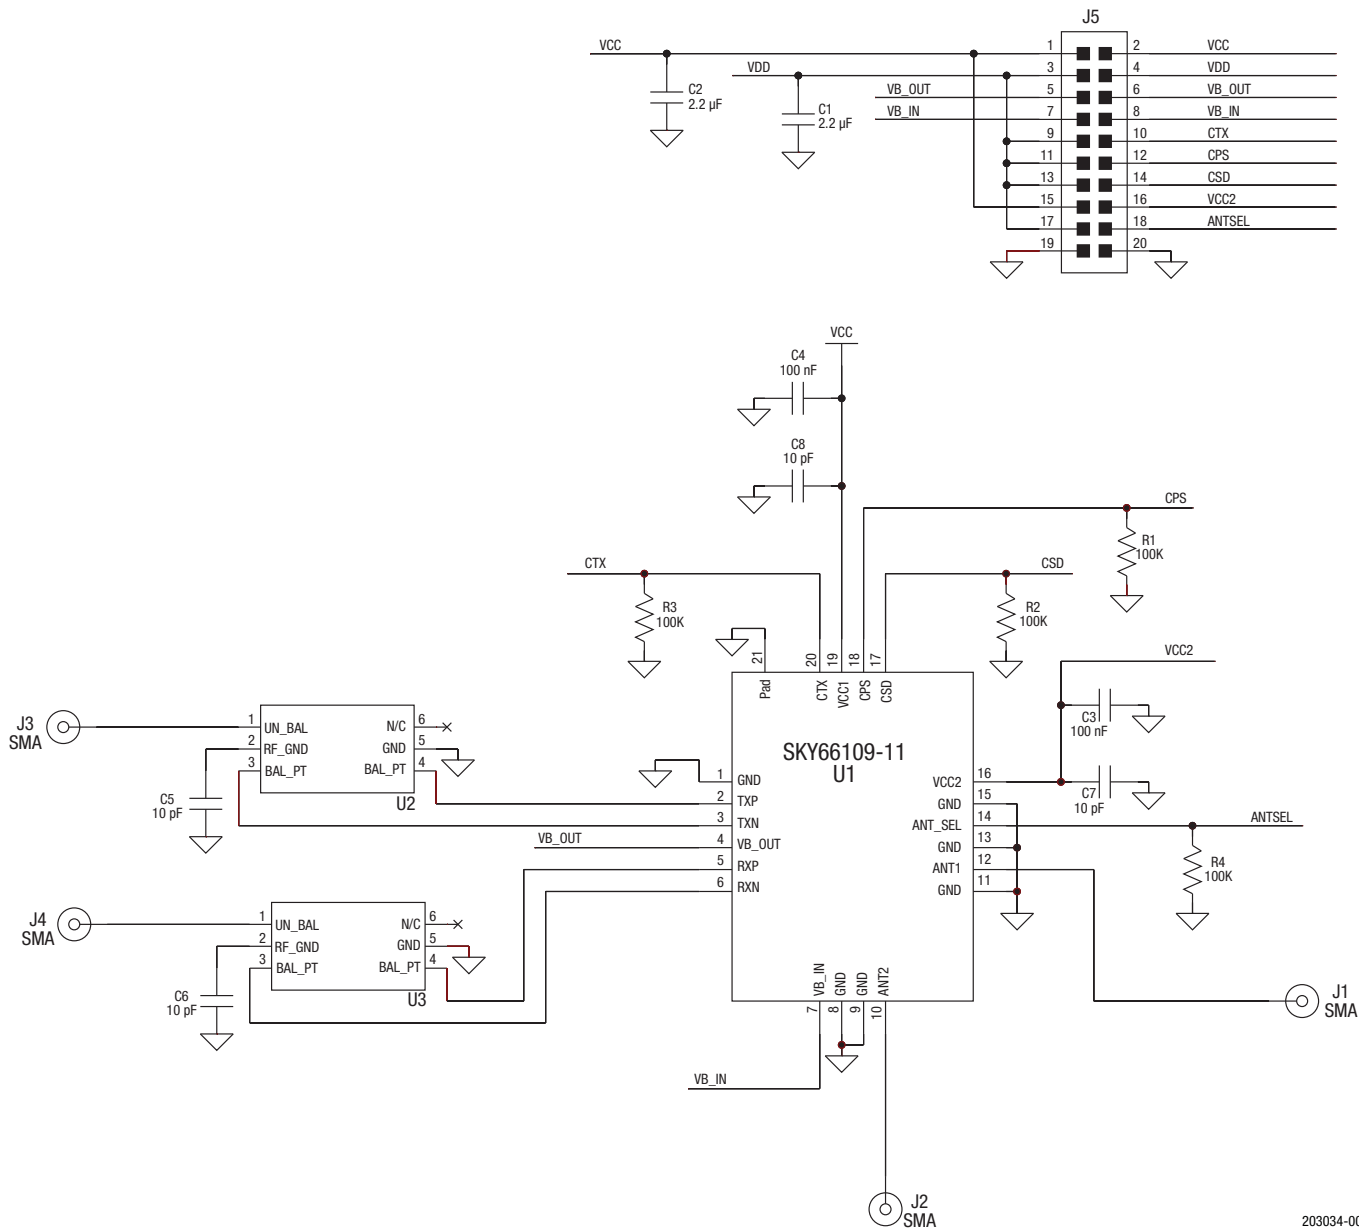 J5
VCC
1
2
VCC
VDD
3
4
VDD
VB_OUT
5
6
VB_OUT
VB_IN
7
8
VB_IN
9
10
CTX
11
12
CPS
13
14
CSD
15
16
VCC2
17
18
ANTSEL
19
20
C2
2.2 µF
C1
2.2 µF
VCC
C4
100 nF
C8
10 pF
CPS
R1
100K
CTX
R3
100K
CSD
R2
100K
VCC2
C3
100 nF
C7
10 pF
21
20
19
18
17
Pad
CTX
VCC1
CPS
CSD
SKY66109-11
U1
1
GND
2
TXP
3
TXN
4
VB_OUT
5
RXP
6
RXN
VCC2
16
GND
15
ANT_SEL
14
GND
13
ANT1
12
GND
11
VB_IN
GND
GND
ANT2
7
8
9
10
ANTSEL
R4
100K
J3
SMA
1
UN_BAL
2
RF_GND
3
BAL_PT
N/C
6
GND
5
BAL_PT
4
U2
C5
10 pF
VB_OUT
J4
SMA
1
UN_BAL
2
RF_GND
3
BAL_PT
N/C
6
GND
5
BAL_PT
4
U3
C6
10 pF
VB_IN
J1
SMA
J2
SMA